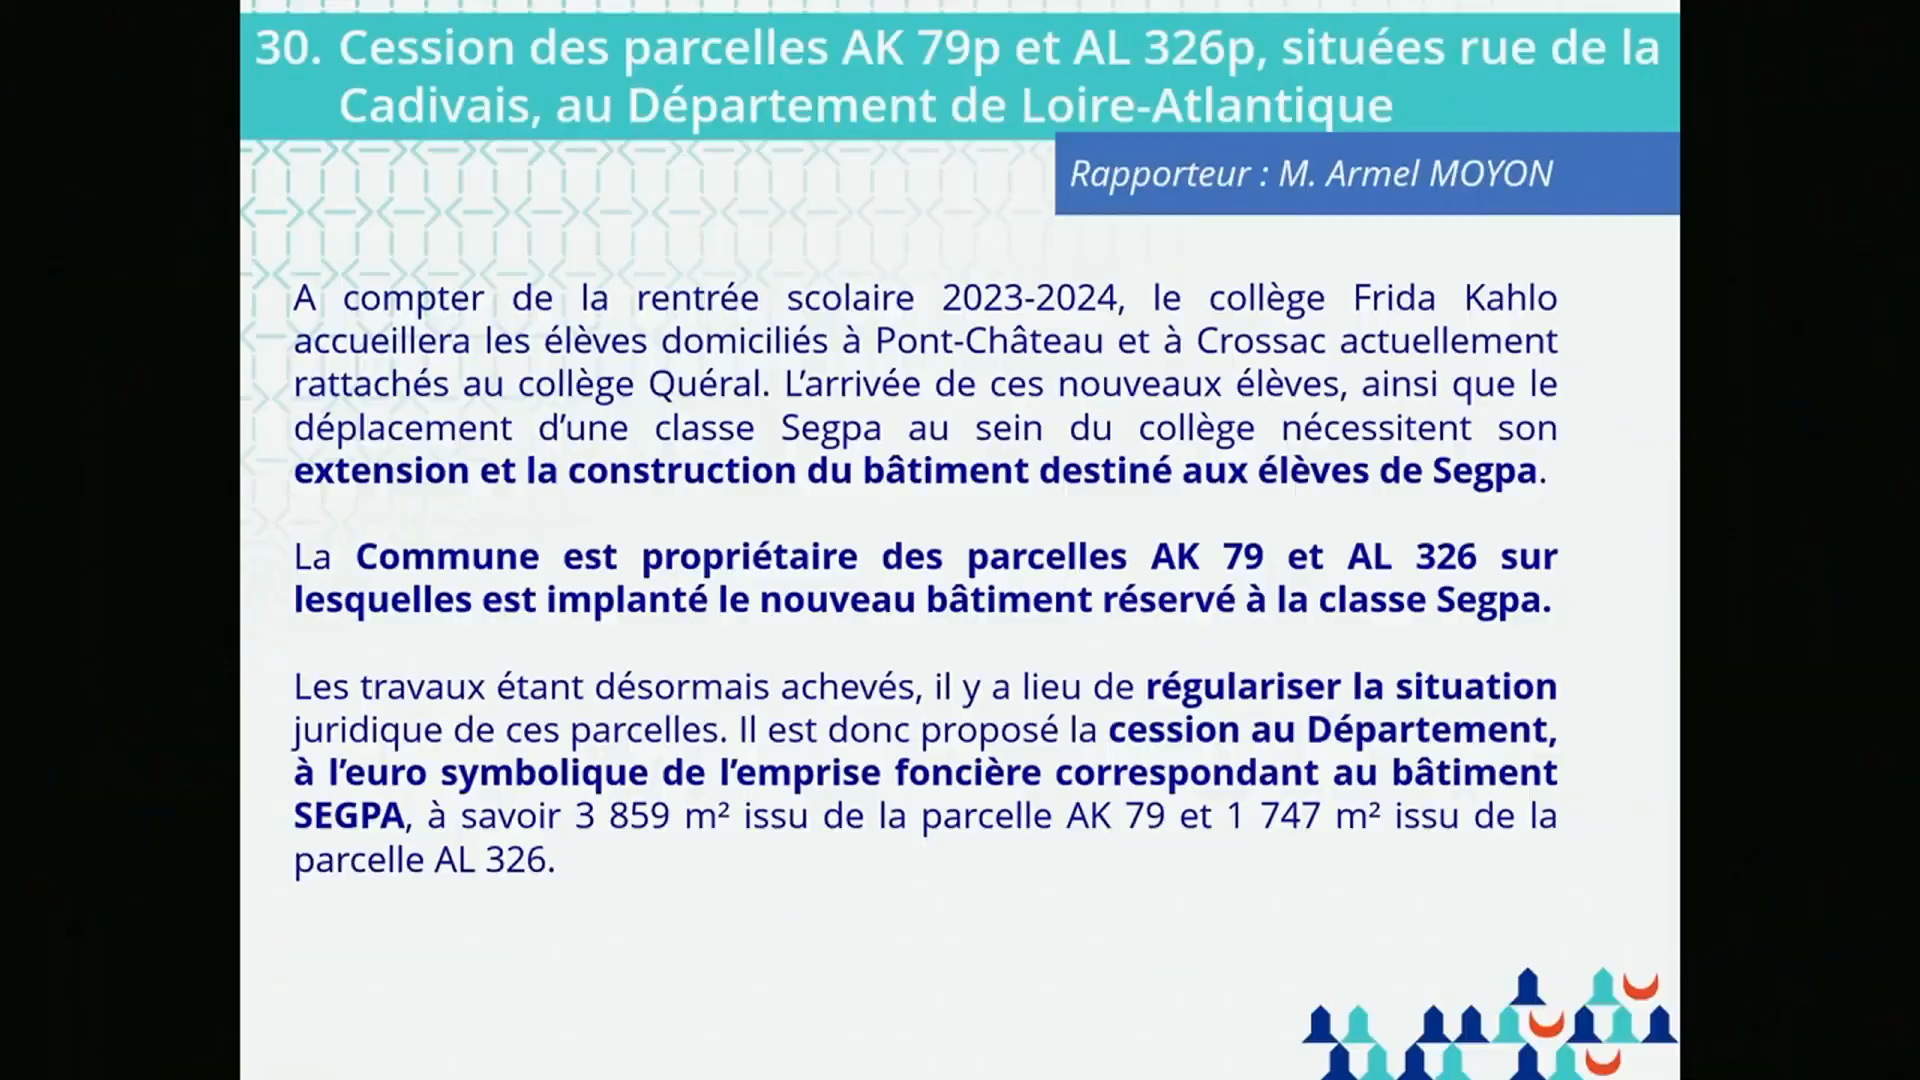 30. Cession des parcelles AK 79p et AL 326p, situées rue de la
Cadivais, au Département de Loire-Atlantique
Rapporteur : M. Armel MOYON
A compter de la rentrée scolaire 2023-2024, le collège Frida Kahlo
accueillera les élèves domiciliés à Pont-Château et à Crossac actuellement
rattachés au collège Quéral. L’arrivée de ces nouveaux élèves, ainsi que le
déplacement d’une classe Segpa au sein du collège nécessitent son
extension et la construction du bâtiment destiné aux élèves de Segpa.
La Commune est propriétaire des parcelles AK 79 et AL 326 sur
lesquelles est implanté le nouveau bâtiment réservé à la classe Segpa.
Les travaux étant désormais achevés, il y a lieu de régulariser la situation
juridique de ces parcelles. Il est donc proposé la cession au Département,
à l’euro symbolique de l’emprise foncière correspondant au bâtiment
SEGPA, à savoir 3 859 m² issu de la parcelle AK 79 et 1 747 m² issu de la
parcelle AL 326.